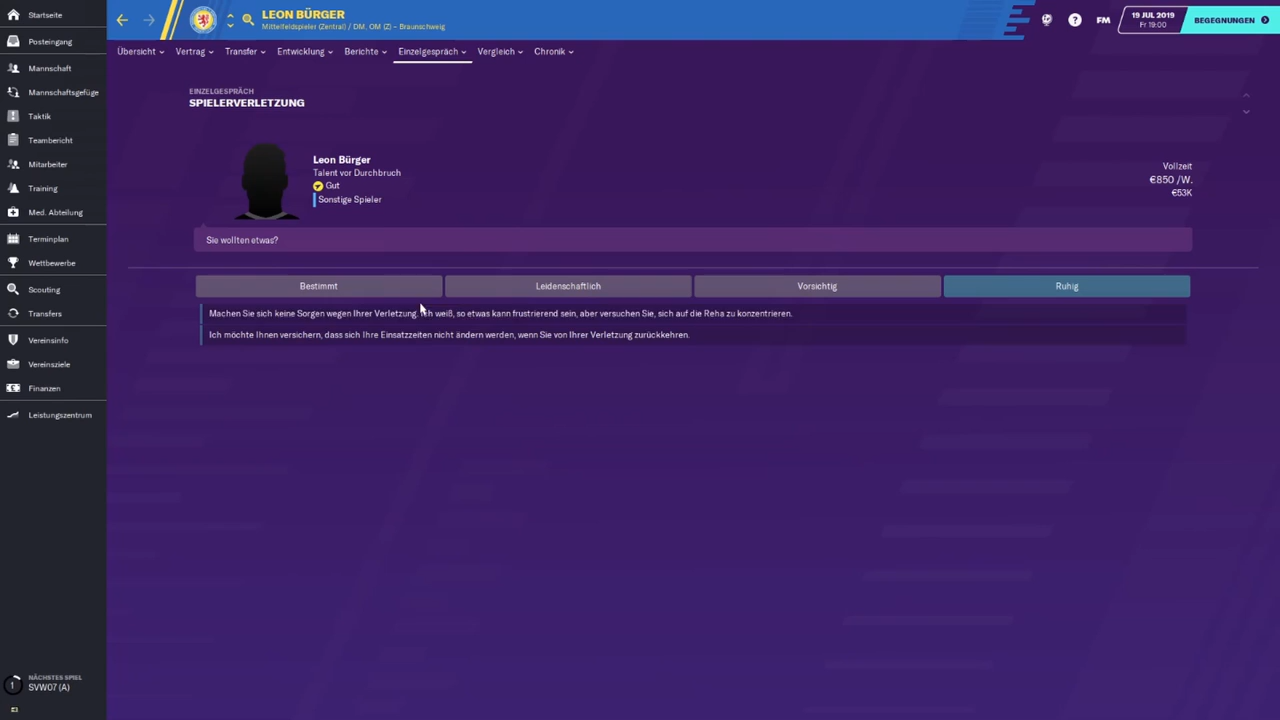 Startseite
Posteingang
Mannschaft
Mannschaftsgefüge
Taktik
Teambericht
Mitarbeiter
Training
Med. Abteilung
Terminplan
Wettbewerbe
Scouting
Transfers
Vereinsinfo
Vereinsziele
Finanzen
Leistungszentrum
NÄCHSTES SPIEL
1 SVW07 (A)
LEON BÜRGER
Mittelfeldspieler (Zentral) / DM, OM (Z) – Braunschweig
? FM 19 JUL 2019
Fr 19:00
BEGEGNUNGEN
Übersicht Vertrag Transfer Entwicklung Berichte Einzelgespräch Vergleich Chronik
EINZELGESPRÄCH
SPIELERVERLETZUNG
Leon Bürger
Talent vor Durchbruch
Gut
Sonstige Spieler
Vollzeit
€850 /W.
€53K
Sie wollten etwas?
Bestimmt Leidenschaftlich Vorsichtig Ruhig
Machen Sie sich keine Sorgen wegen Ihrer Verletzung. Ich weiß, so etwas kann frustrierend sein, aber versuchen Sie, sich auf die Reha zu konzentrieren.
Ich möchte Ihnen versichern, dass sich Ihre Einsatzzeiten nicht ändern werden, wenn Sie von Ihrer Verletzung zurückkehren.